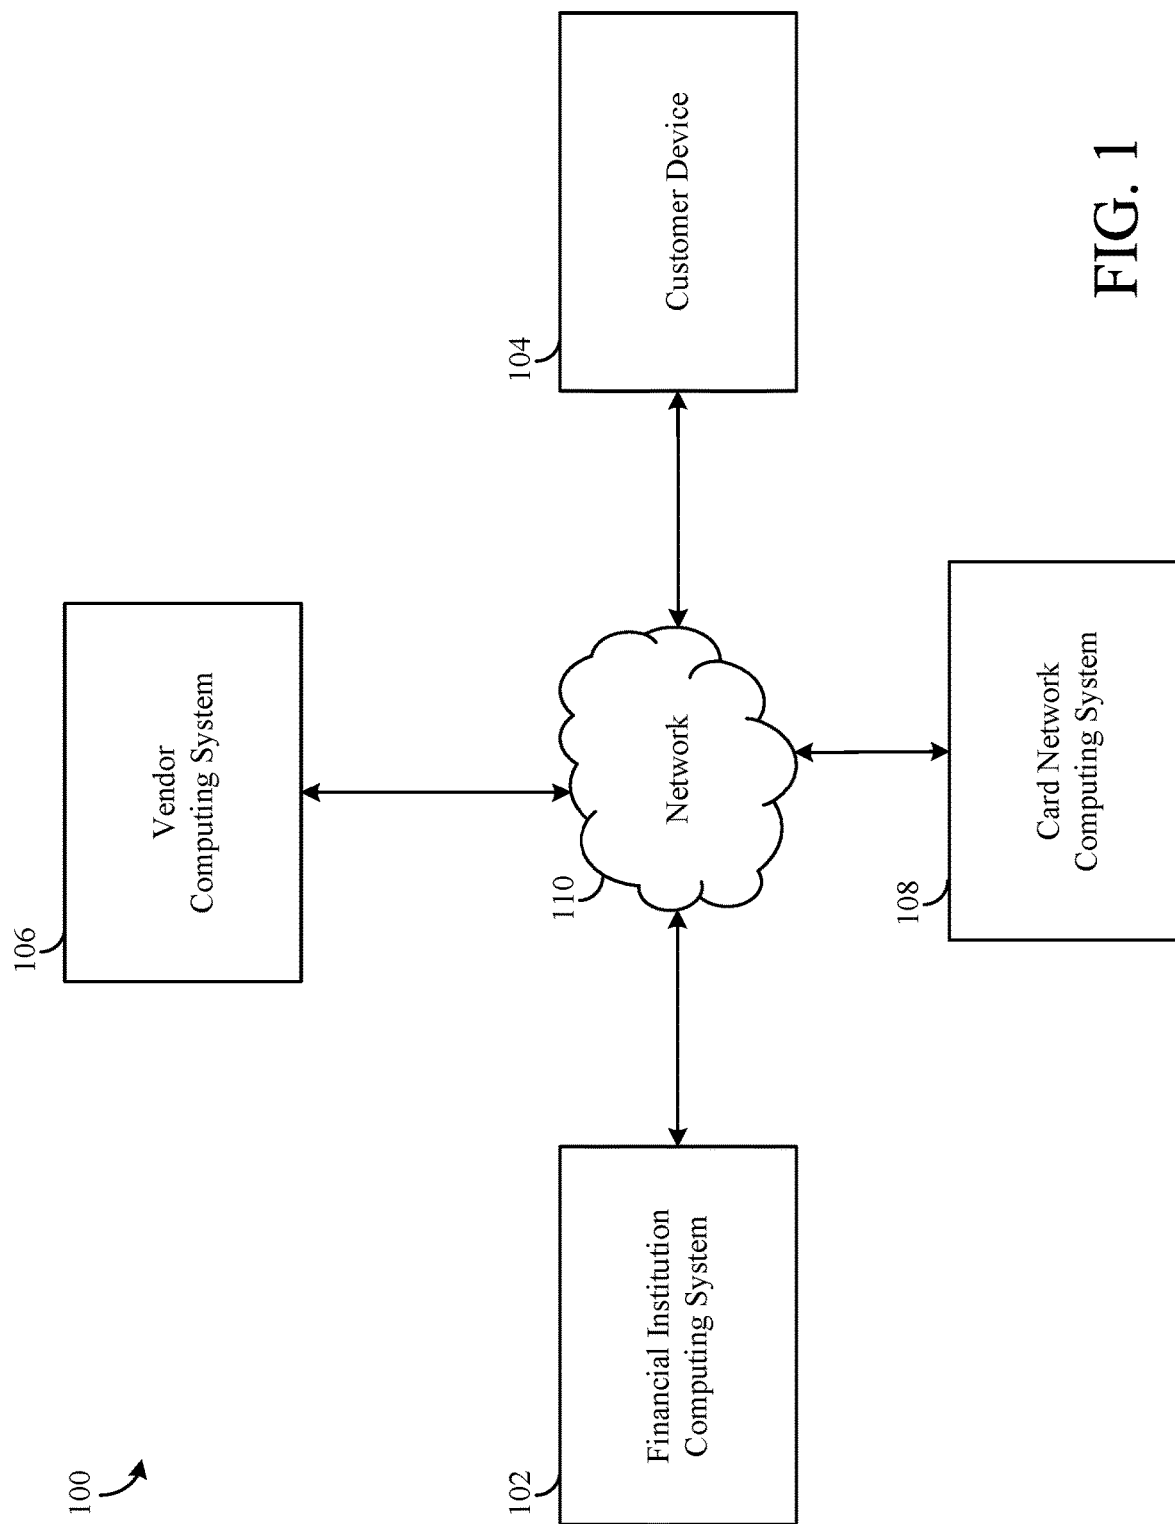 100
106
Vendor
Computing System
102
Financial Institution
Computing System
110
Network
104
Customer Device
108
Card Network
Computing System
FIG. 1